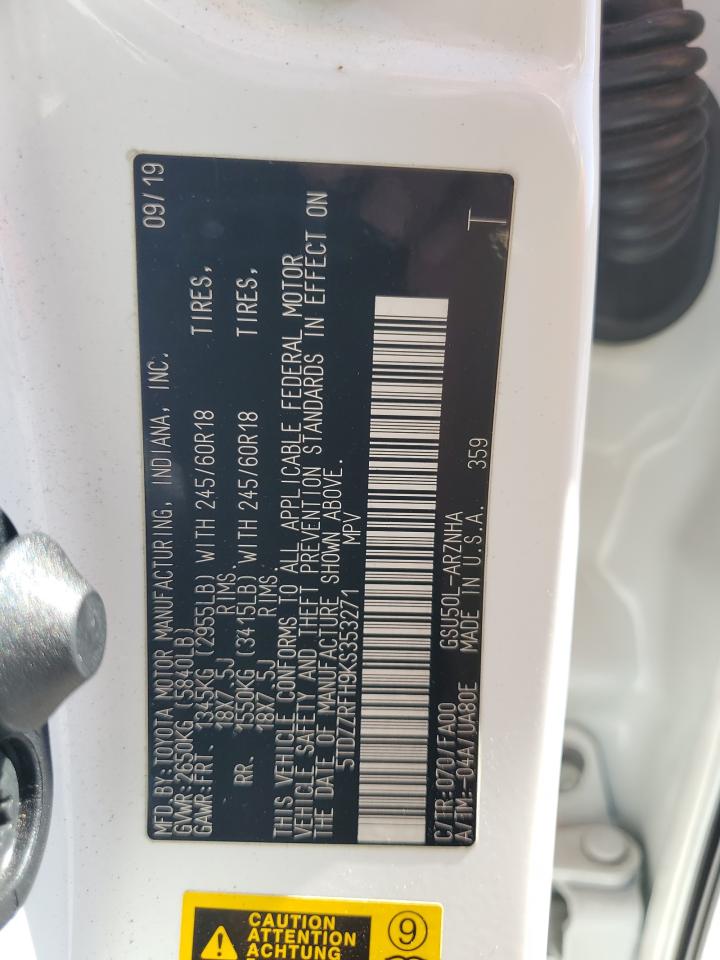 MFD.BY:TOYOTA MOTOR MANUFACTURING, INDIANA, INC. 09/19
GVWR:2650KG (5840LB)
GAWR:FRT. 1345KG (2955LB) WITH 245/60R18 TIRES,
18X7.5J RIMS,
RR. 1550KG (3415LB) WITH 245/60R18 TIRES,
18X7.5J RIMS.
THIS VEHICLE CONFORMS TO ALL APPLICABLE FEDERAL MOTOR
VEHICLE SAFETY AND THEFT PREVENTION STANDARDS IN EFFECT ON
THE DATE OF MANUFACTURE SHOWN ABOVE.
5TDZZRFH9KS353271 MPV
C/TR:070/FA00 GSU50L-ARZNHA
A/TM:-04A/UA80E MADE IN U.S.A. 359 T
CAUTION
ATTENTION
ACHTUNG
9